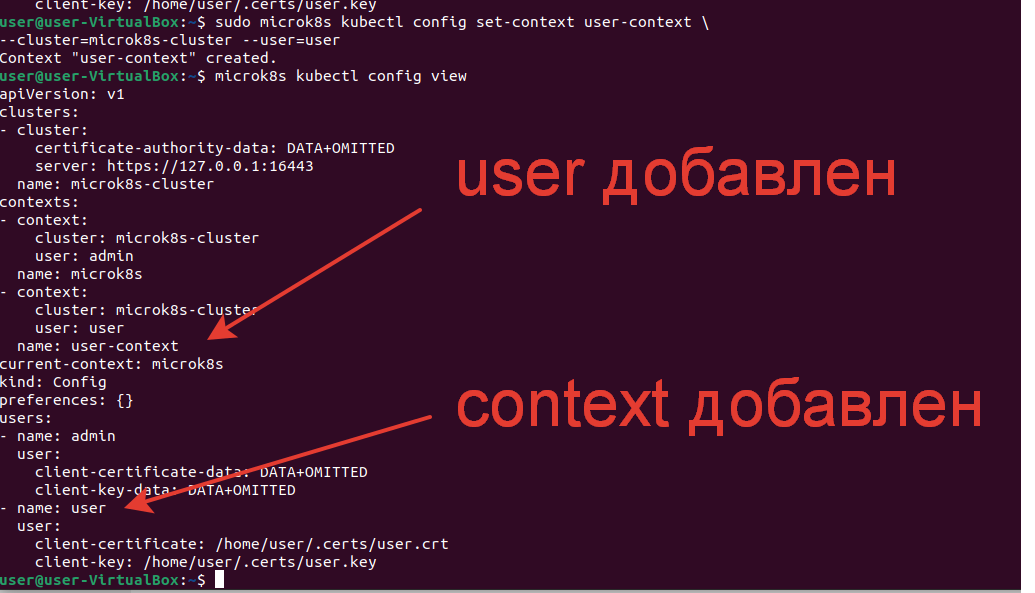 client-key: /home/user/.certs/user.key
user@user-VirtualBox:~$ sudo microk8s kubectl config set-context user-context \
--cluster=microk8s-cluster --user=user
Context "user-context" created.
user@user-VirtualBox:~$ microk8s kubectl config view
apiVersion: v1
clusters:
- cluster:
    certificate-authority-data: DATA+OMITTED
    server: https://127.0.0.1:16443
  name: microk8s-cluster
user добавлен
contexts:
- context:
    cluster: microk8s-cluster
    user: admin
  name: microk8s
- context:
    cluster: microk8s-cluster
    user: user
  name: user-context
current-context: microk8s
kind: Config
preferences: {}
context добавлен
users:
- name: admin
  user:
    client-certificate-data: DATA+OMITTED
    client-key-data: DATA+OMITTED
- name: user
  user:
    client-certificate: /home/user/.certs/user.crt
    client-key: /home/user/.certs/user.key
user@user-VirtualBox:~$